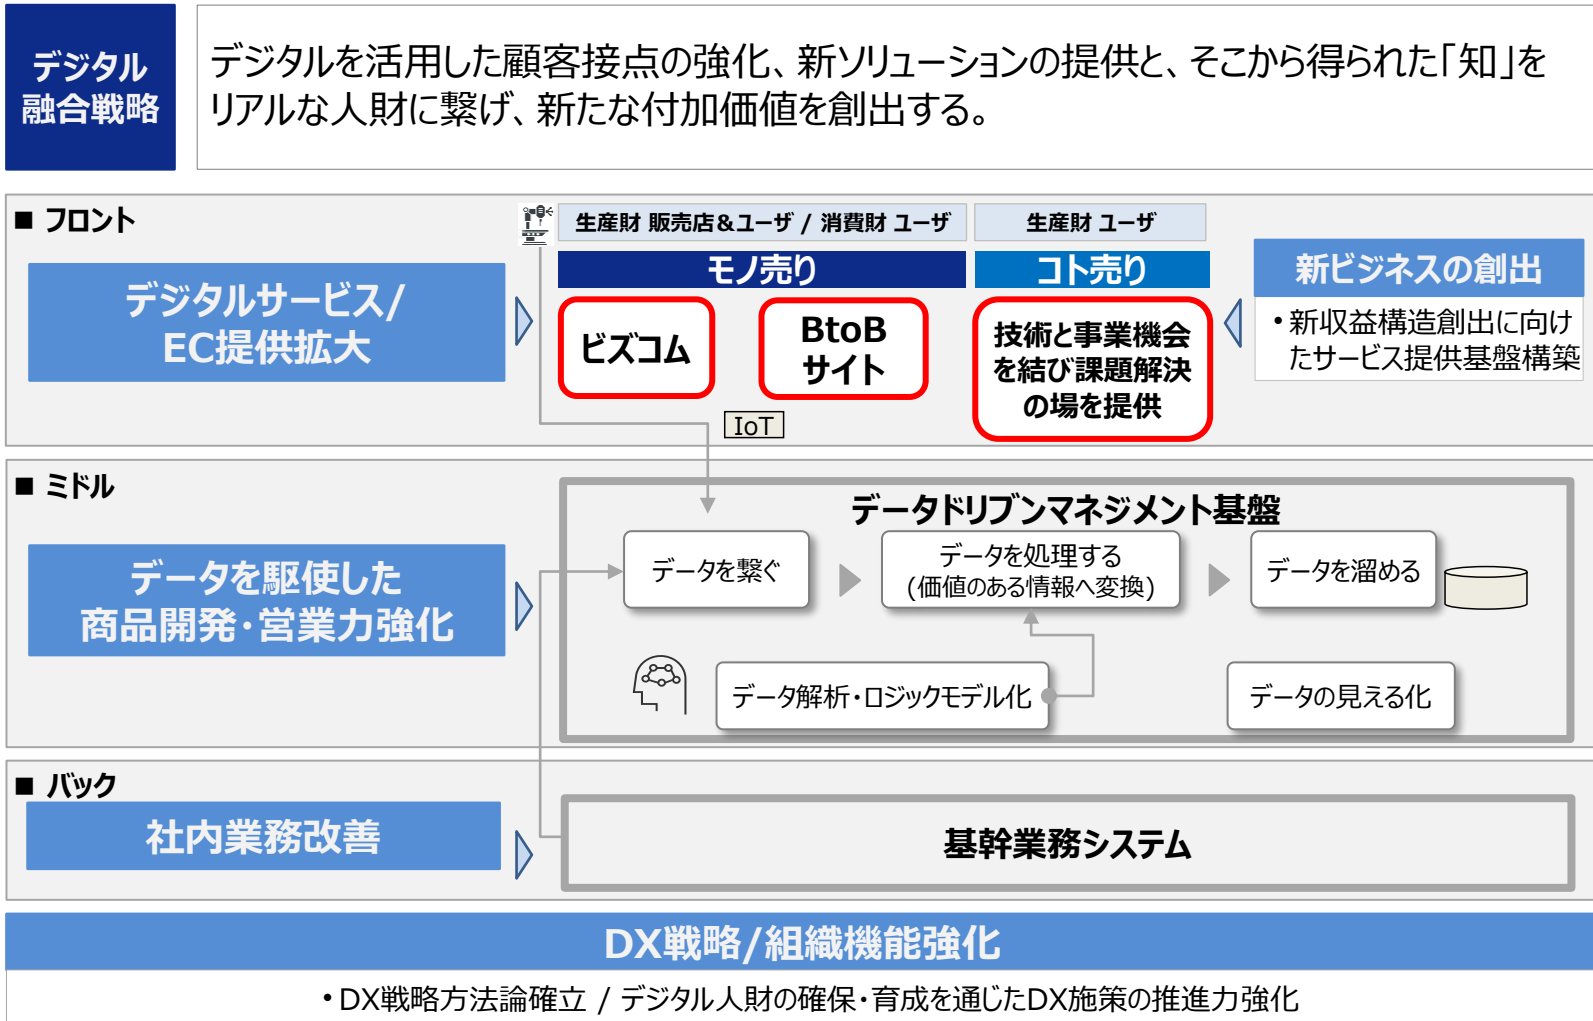 デジタル
融合戦略
デジタルを活用した顧客接点の強化、新ソリューションの提供と、そこから得られた「知」を
リアルな人財に繋げ、新たな付加価値を創出する。
■ フロント
デジタルサービス/
EC提供拡大
生産財 販売店&ユーザ / 消費財 ユーザ
生産財 ユーザ
モノ売り
コト売り
ビズコム
BtoB
サイト
技術と事業機会
を結び課題解決
の場を提供
新ビジネスの創出
・新収益構造創出に向け
たサービス提供基盤構築
IoT
■ ミドル
データを駆使した
商品開発・営業力強化
データドリブンマネジメント基盤
データを繋ぐ
データを処理する
(価値のある情報へ変換)
データを溜める
データ解析・ロジックモデル化
データの見える化
■ バック
社内業務改善
基幹業務システム
DX戦略/組織機能強化
・DX戦略方法論確立 / デジタル人財の確保・育成を通じたDX施策の推進力強化